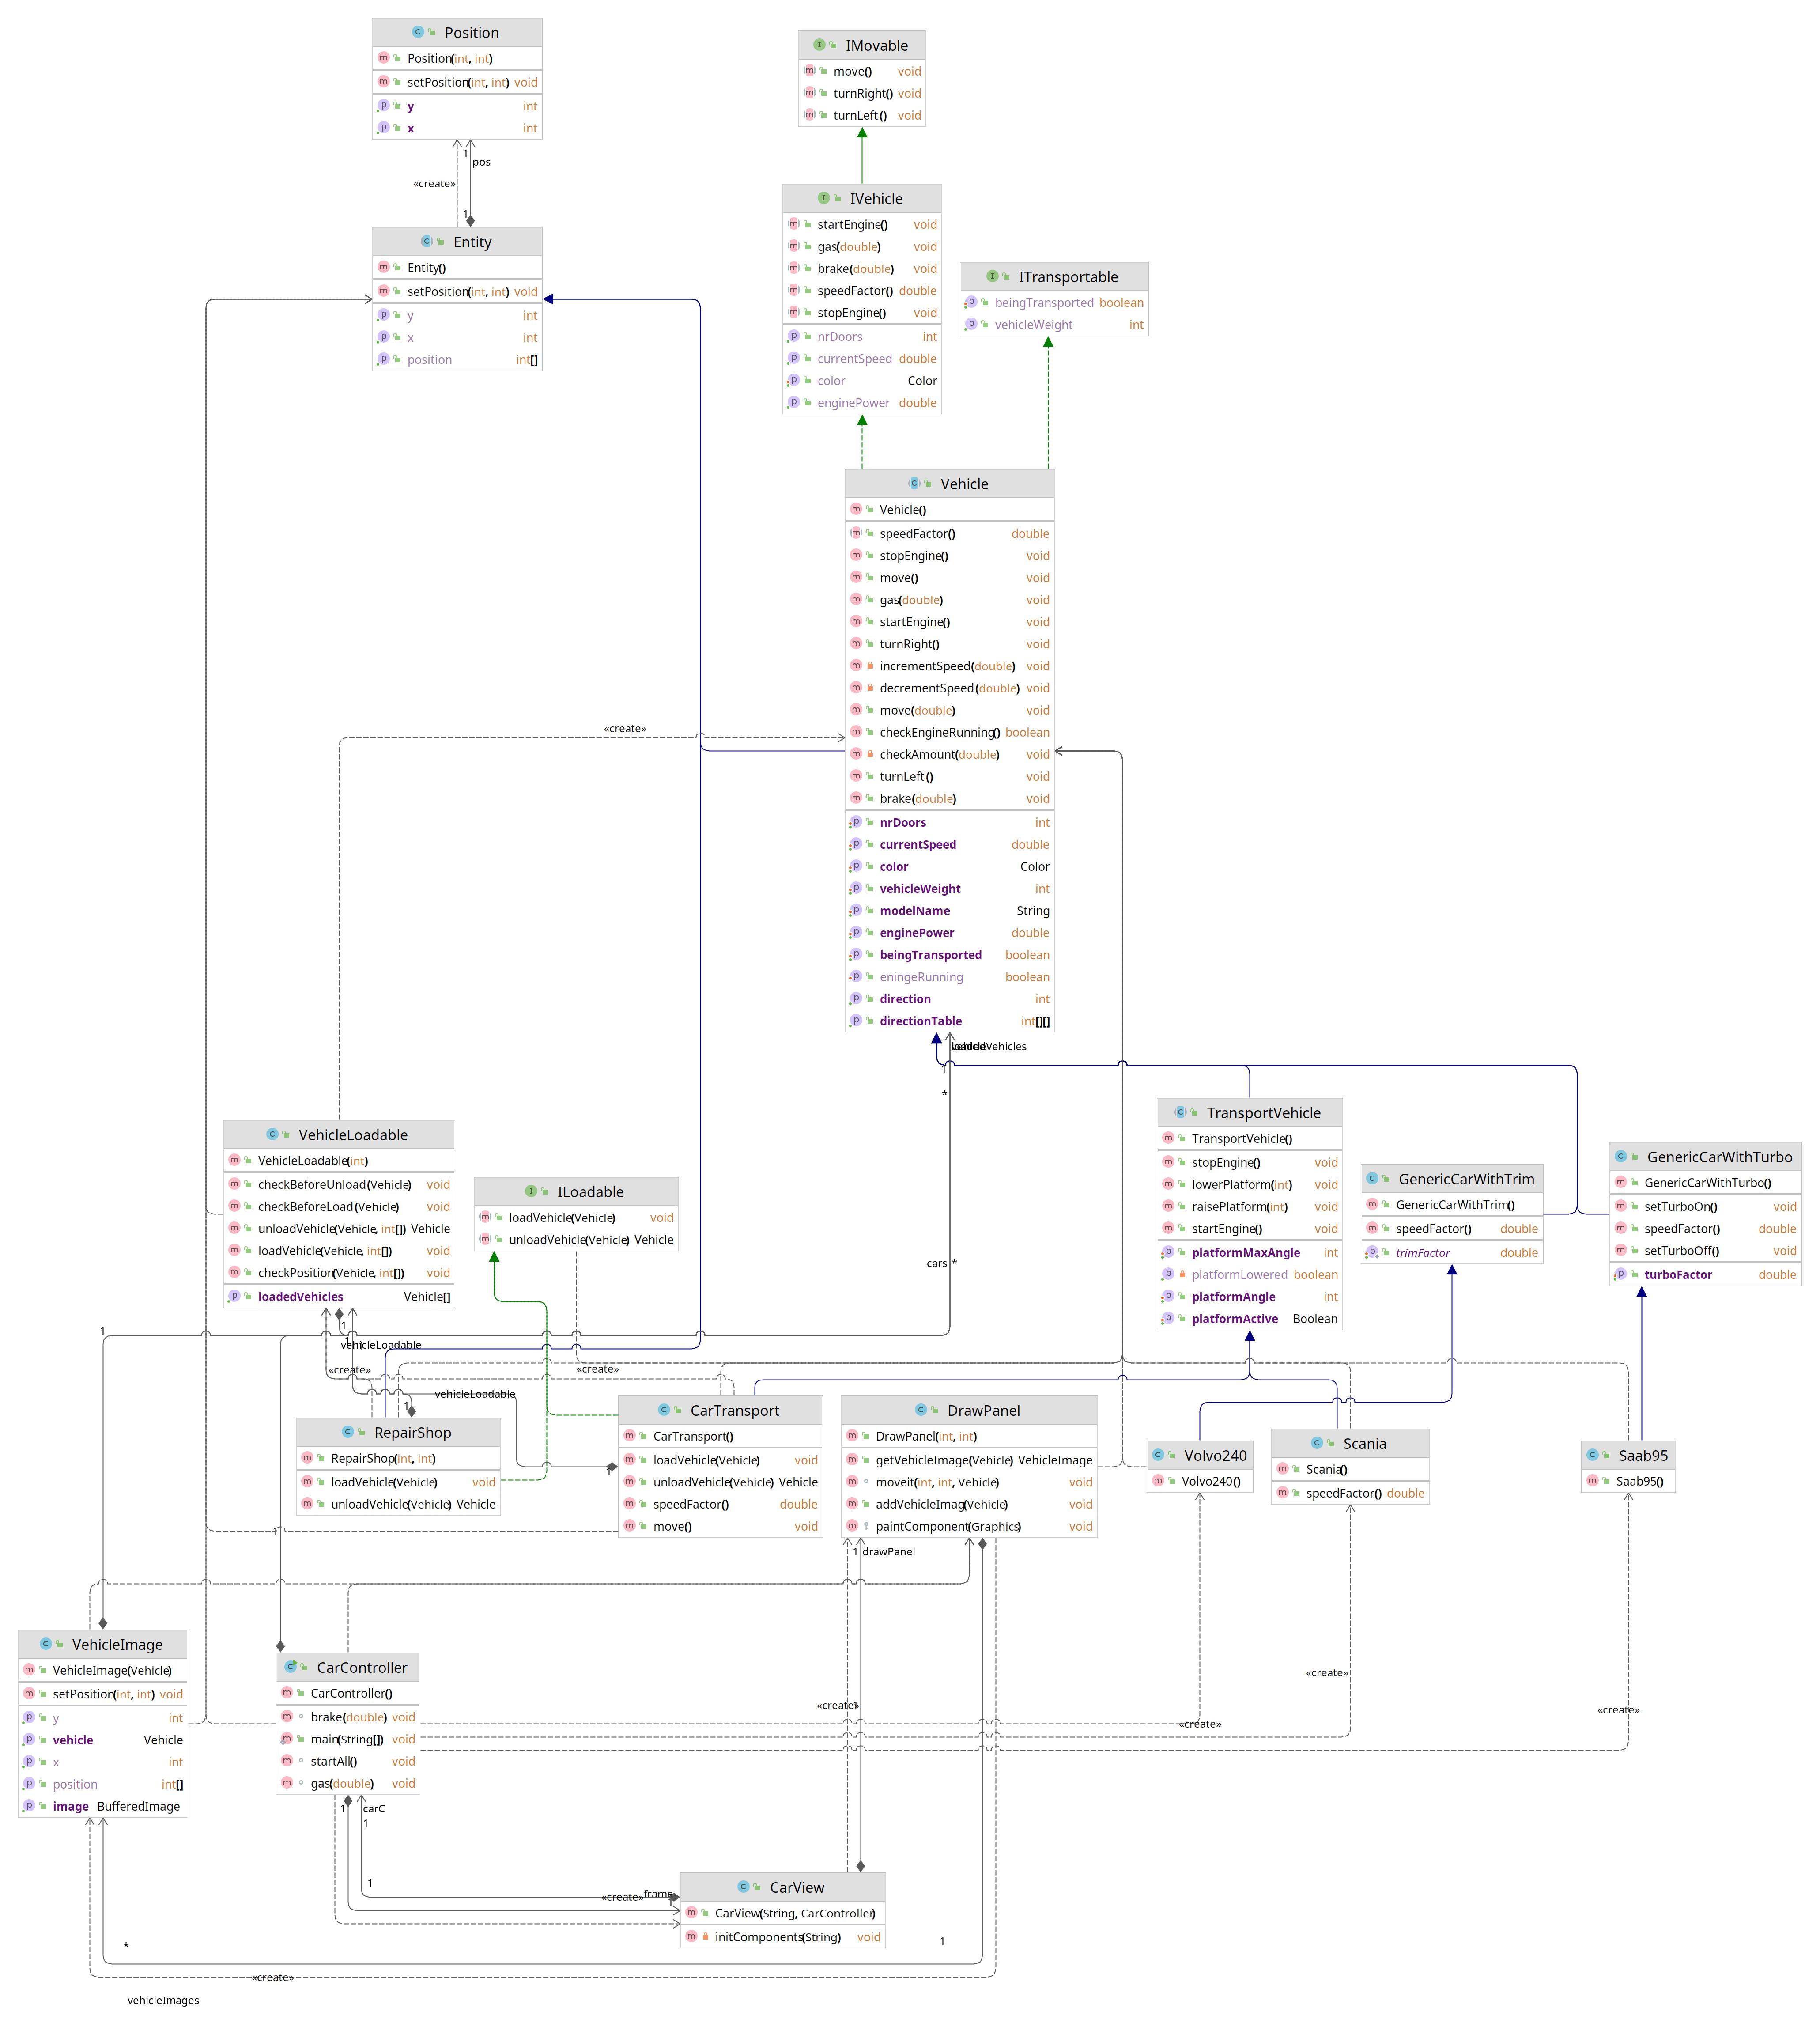 Position
Position(int, int)
setPosition(int, int) void
y int
x int
IMovable
move() void
turnRight() void
turnLeft() void
1
pos
«create»
1
IVehicle
startEngine() void
gas(double) void
brake(double) void
speedFactor() double
stopEngine() void
nrDoors int
currentSpeed double
color Color
enginePower double
Entity
Entity()
setPosition(int, int) void
y int
x int
position int[]
ITransportable
beingTransported boolean
vehicleWeight int
Vehicle
Vehicle()
speedFactor() double
stopEngine() void
move() void
gas(double) void
startEngine() void
turnRight() void
incrementSpeed(double) void
decrementSpeed(double) void
move(double) void
checkEngineRunning() boolean
checkAmount(double) void
turnLeft() void
brake(double) void
nrDoors int
currentSpeed double
color Color
vehicleWeight int
modelName String
enginePower double
beingTransported boolean
eningeRunning boolean
direction int
directionTable int[][]
«create»
loadedVehicles
1
*
VehicleLoadable
VehicleLoadable(int)
checkBeforeUnload(Vehicle) void
checkBeforeLoad(Vehicle) void
unloadVehicle(Vehicle, int[]) Vehicle
loadVehicle(Vehicle, int[]) void
checkPosition(Vehicle, int[]) void
loadedVehicles Vehicle[]
ILoadable
loadVehicle(Vehicle) void
unloadVehicle(Vehicle) Vehicle
TransportVehicle
TransportVehicle()
stopEngine() void
lowerPlatform(int) void
raisePlatform(int) void
startEngine() void
platformMaxAngle int
platformLowered boolean
platformAngle int
platformActive Boolean
GenericCarWithTrim
GenericCarWithTrim()
speedFactor() double
trimFactor double
GenericCarWithTurbo
GenericCarWithTurbo()
setTurboOn() void
speedFactor() double
setTurboOff() void
turboFactor double
cars *
1
1
vehicleLoadable
«create»
«create»
vehicleLoadable
1
RepairShop
RepairShop(int, int)
loadVehicle(Vehicle) void
unloadVehicle(Vehicle) Vehicle
CarTransport
CarTransport()
loadVehicle(Vehicle) void
unloadVehicle(Vehicle) Vehicle
speedFactor() double
move() void
1
DrawPanel
DrawPanel(int, int)
getVehicleImage(Vehicle) VehicleImage
moveit(int, int, Vehicle) void
addVehicleImag(Vehicle) void
paintComponent(Graphics) void
Volvo240
Volvo240()
Scania
Scania()
speedFactor() double
Saab95
Saab95()
1
1 drawPanel
VehicleImage
VehicleImage(Vehicle)
setPosition(int, int) void
y int
vehicle Vehicle
x int
position int[]
image BufferedImage
CarController
CarController()
brake(double) void
main(String[]) void
startAll() void
gas(double) void
«create»
«create»
1
«create»
«create»
1
carC
1
1
«create»
frame
1
CarView
CarView(String, CarController)
initComponents(String) void
*
1
«create»
vehicleImages